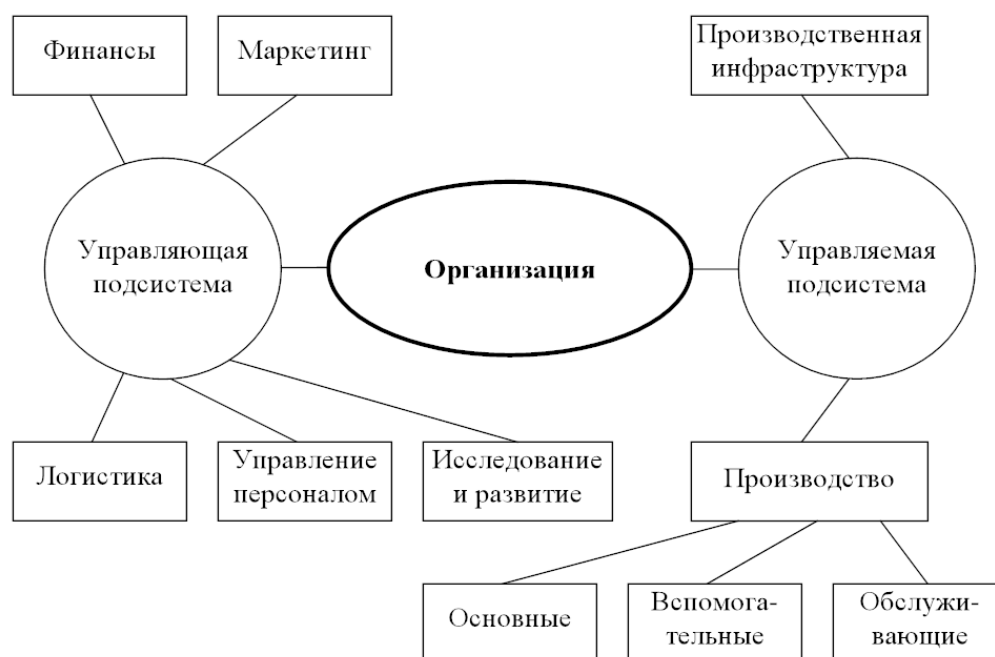 Финансы
Маркетинг
Производственная
инфраструктура
Управляющая
подсистема
Организация
Управляемая
подсистема
Логистика
Управление
персоналом
Исследование
и развитие
Производство
Основные
Вспомога-
тельные
Обслужи-
вающие